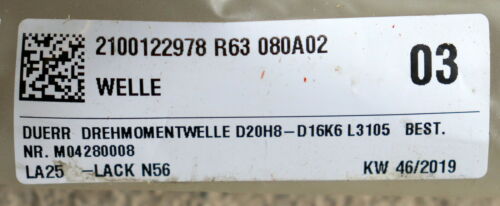 2100122978 R63 080A02
03
WELLE
DUERR DREHMOMENTWELLE D20H8-D16K6 L3105 BEST.
NR. M04280008
LA25 -LACK N56 KW 46/2019